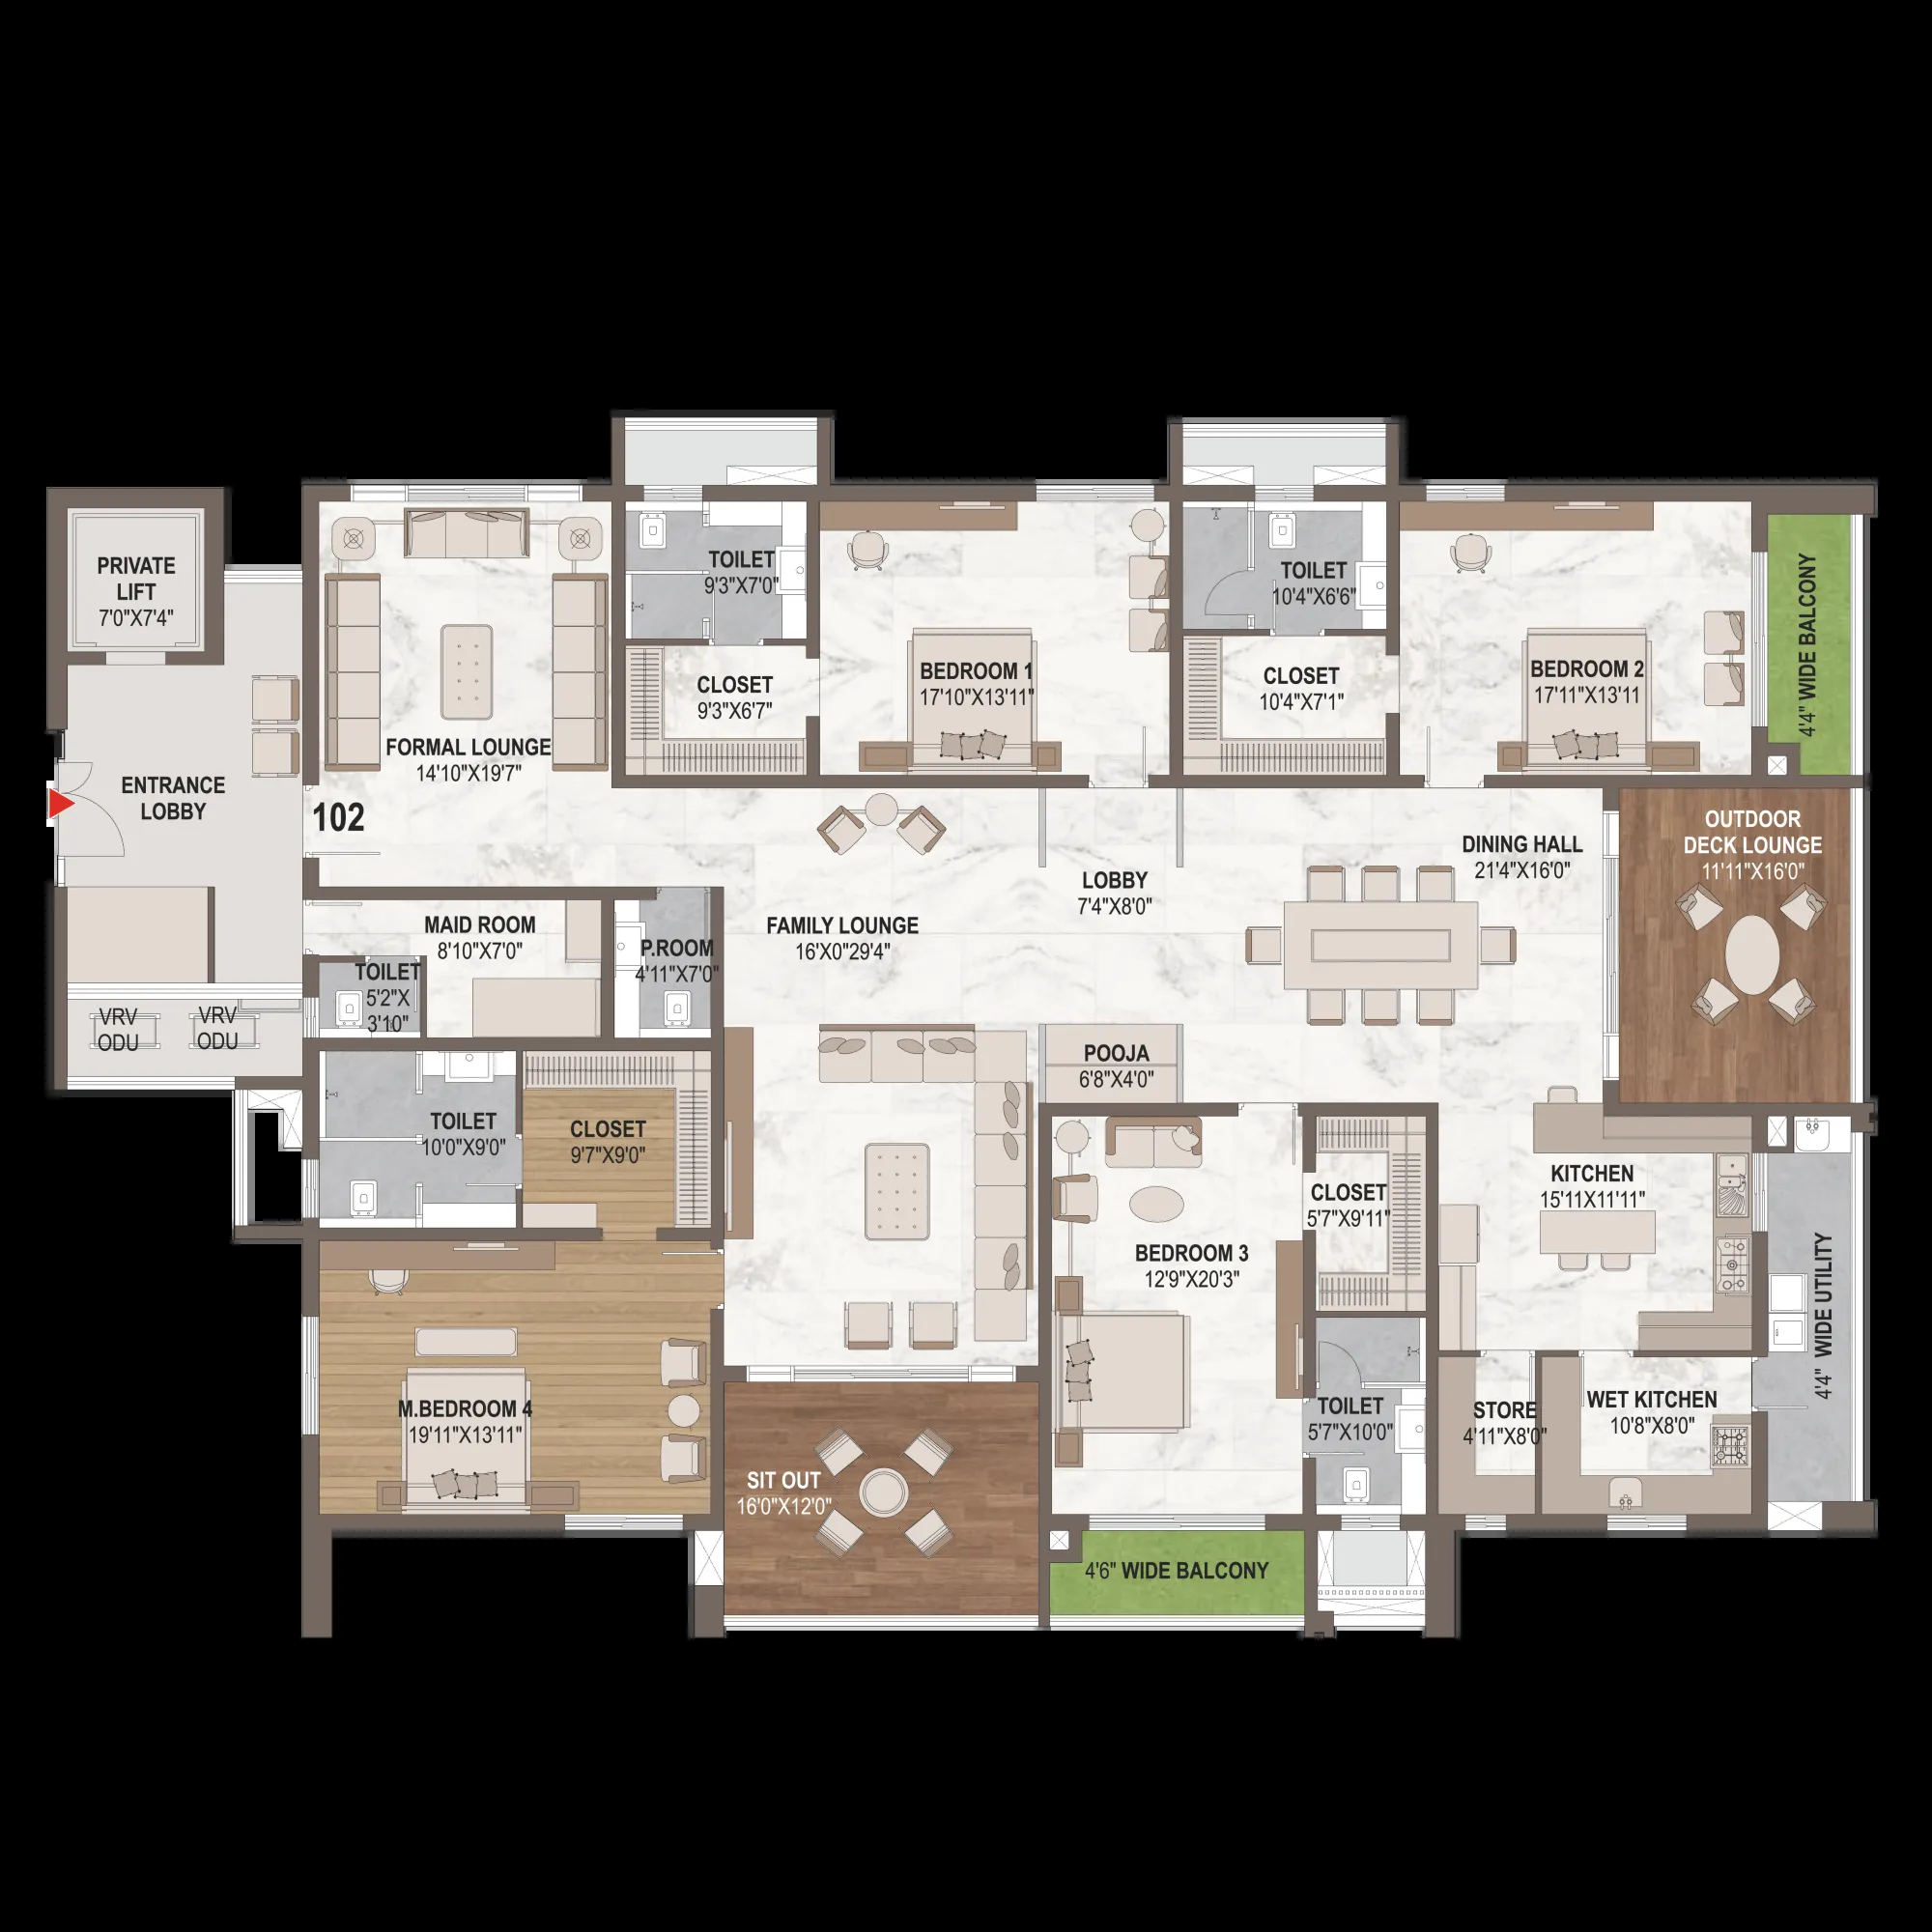 PRIVATE
LIFT
7'0"X7'4"
ENTRANCE
LOBBY
102
FORMAL LOUNGE
14'10"X19'7"
TOILET
9'3"X7'0"
CLOSET
9'3"X6'7"
BEDROOM 1
17'10"X13'11"
TOILET
10'4"X6'6"
CLOSET
10'4"X7'1"
BEDROOM 2
17'11"X13'11
4'4" WIDE BALCONY
OUTDOOR
DECK LOUNGE
11'11"X16'0"
DINING HALL
21'4"X16'0"
LOBBY
7'4"X8'0"
FAMILY LOUNGE
16'X0"29'4"
MAID ROOM
8'10"X7'0"
P.ROOM
4'11"X7'0"
TOILET
5'2"X
3'10"
VRV
ODU
VRV
ODU
POOJA
6'8"X4'0"
TOILET
10'0"X9'0"
CLOSET
9'7"X9'0"
KITCHEN
15'11X11'11"
CLOSET
5'7"X9'11"
BEDROOM 3
12'9"X20'3"
4'4" WIDE UTILITY
M.BEDROOM 4
19'11"X13'11"
SIT OUT
16'0"X12'0"
TOILET
5'7"X10'0"
STORE
4'11"X8'0"
WET KITCHEN
10'8"X8'0"
4'6" WIDE BALCONY